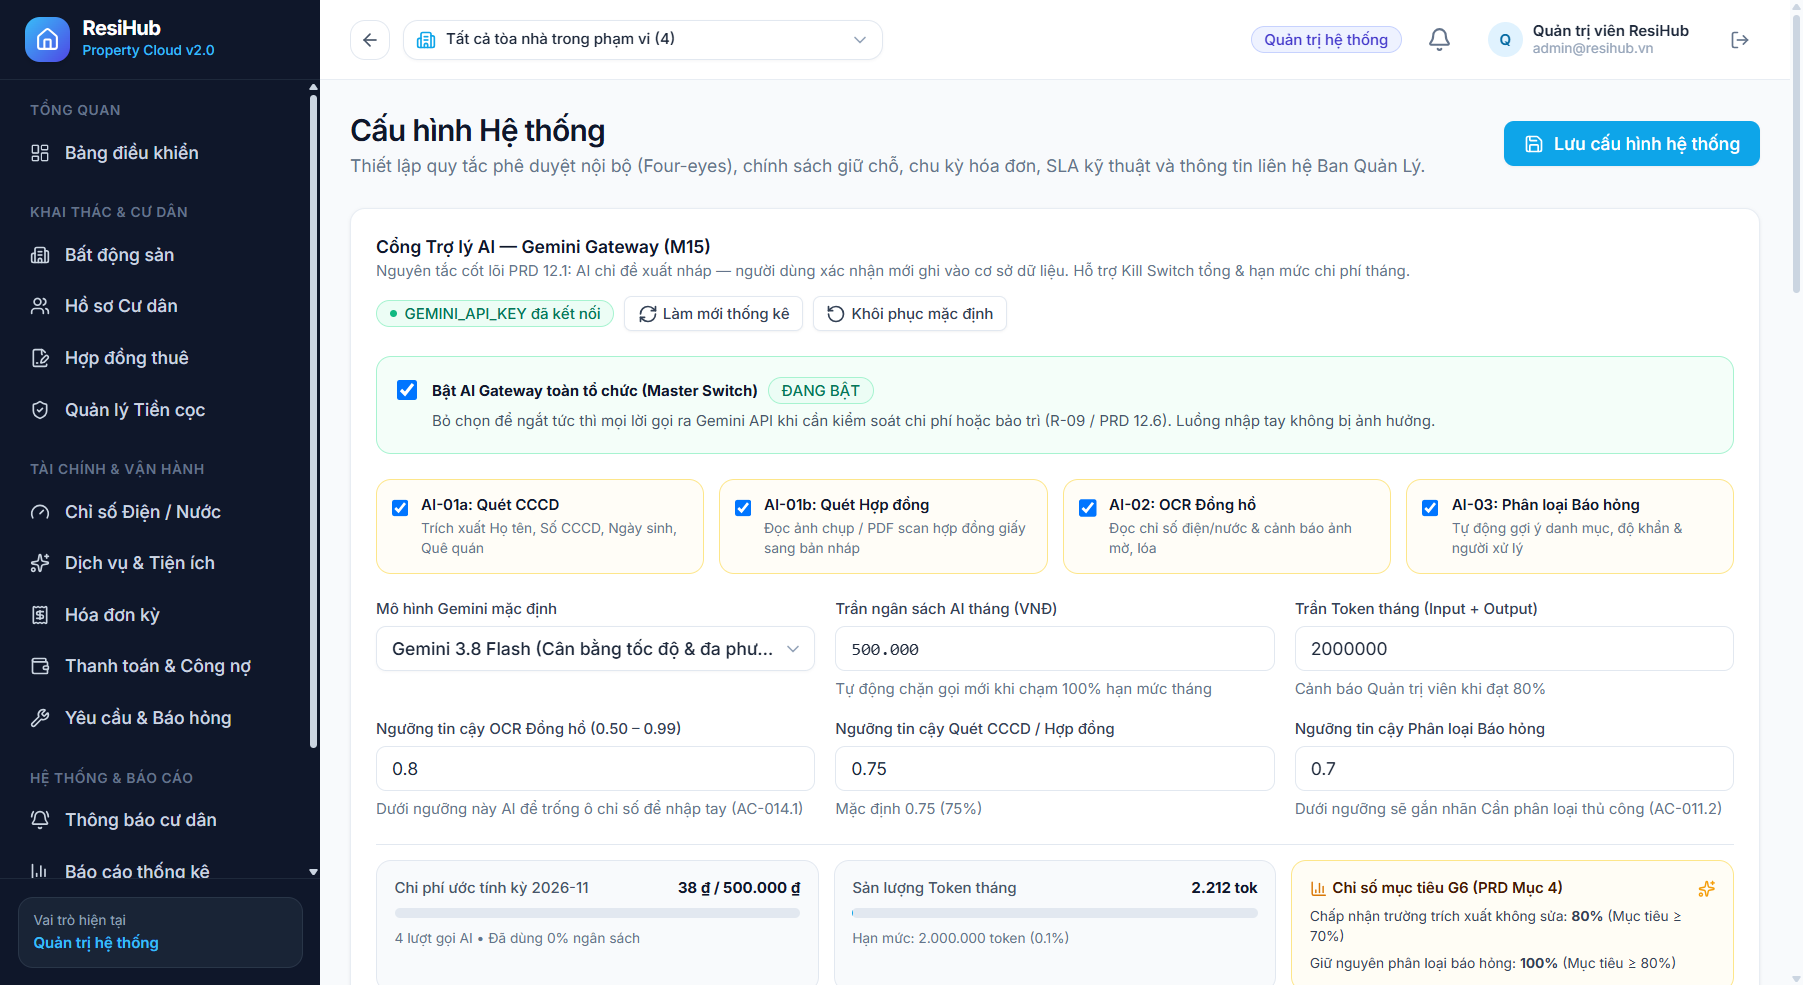 ResiHub
Property Cloud v2.0
TỔNG QUAN
Bảng điều khiển
KHAI THÁC & CƯ DÂN
Bất động sản
Hồ sơ Cư dân
Hợp đồng thuê
Quản lý Tiền cọc
TÀI CHÍNH & VẬN HÀNH
Chỉ số Điện / Nước
Dịch vụ & Tiện ích
Hóa đơn kỳ
Thanh toán & Công nợ
Yêu cầu & Báo hỏng
HỆ THỐNG & BÁO CÁO
Thông báo cư dân
Báo cáo thống kê
Vai trò hiện tại
Quản trị hệ thống
Tất cả tòa nhà trong phạm vi (4)
Quản trị hệ thống
Q
Quản trị viên ResiHub
admin@resihub.vn
Cấu hình Hệ thống
Thiết lập quy tắc phê duyệt nội bộ (Four-eyes), chính sách giữ chỗ, chu kỳ hóa đơn, SLA kỹ thuật và thông tin liên hệ Ban Quản Lý.
Lưu cấu hình hệ thống
Cổng Trợ lý AI — Gemini Gateway (M15)
Nguyên tắc cốt lõi PRD 12.1: AI chỉ đề xuất nháp — người dùng xác nhận mới ghi vào cơ sở dữ liệu. Hỗ trợ Kill Switch tổng & hạn mức chi phí tháng.
GEMINI_API_KEY đã kết nối
Làm mới thống kê
Khôi phục mặc định
Bật AI Gateway toàn tổ chức (Master Switch)
ĐANG BẬT
Bỏ chọn để ngắt tức thì mọi lời gọi ra Gemini API khi cần kiểm soát chi phí hoặc bảo trì (R-09 / PRD 12.6). Luồng nhập tay không bị ảnh hưởng.
AI-01a: Quét CCCD
Trích xuất Họ tên, Số CCCD, Ngày sinh,
Quê quán
AI-01b: Quét Hợp đồng
Đọc ảnh chụp / PDF scan hợp đồng giấy
sang bản nháp
AI-02: OCR Đồng hồ
Đọc chỉ số điện/nước & cảnh báo ảnh
mờ, lóa
AI-03: Phân loại Báo hỏng
Tự động gợi ý danh mục, độ khẩn &
người xử lý
Mô hình Gemini mặc định
Gemini 3.8 Flash (Cân bằng tốc độ & đa phư...
Trần ngân sách AI tháng (VNĐ)
500.000
Tự động chặn gọi mới khi chạm 100% hạn mức tháng
Trần Token tháng (Input + Output)
2000000
Cảnh báo Quản trị viên khi đạt 80%
Ngưỡng tin cậy OCR Đồng hồ (0.50 – 0.99)
0.8
Dưới ngưỡng này AI để trống ô chỉ số để nhập tay (AC-014.1)
Ngưỡng tin cậy Quét CCCD / Hợp đồng
0.75
Mặc định 0.75 (75%)
Ngưỡng tin cậy Phân loại Báo hỏng
0.7
Dưới ngưỡng sẽ gắn nhãn Cần phân loại thủ công (AC-011.2)
Chi phí ước tính kỳ 2026-11
38 ₫ / 500.000 ₫
4 lượt gọi AI • Đã dùng 0% ngân sách
Sản lượng Token tháng
2.212 tok
Hạn mức: 2.000.000 token (0.1%)
Chỉ số mục tiêu G6 (PRD Mục 4)
Chấp nhận trường trích xuất không sửa: 80% (Mục tiêu ≥
70%)
Giữ nguyên phân loại báo hỏng: 100% (Mục tiêu ≥ 80%)